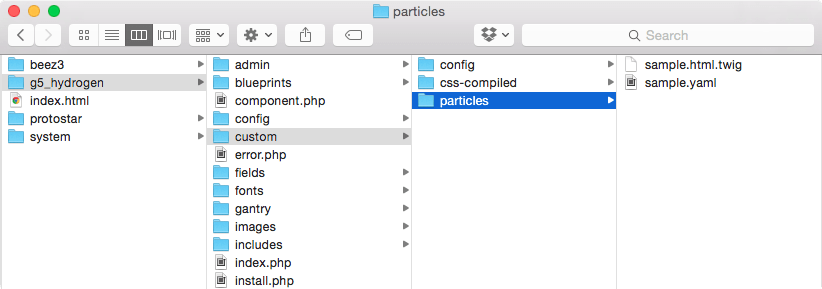 particles
Search
beez3
g5_hydrogen
index.html
protostar
system
admin
blueprints
component.php
config
custom
error.php
fields
fonts
gantry
images
includes
index.php
install.php
config
css-compiled
particles
sample.html.twig
sample.yaml